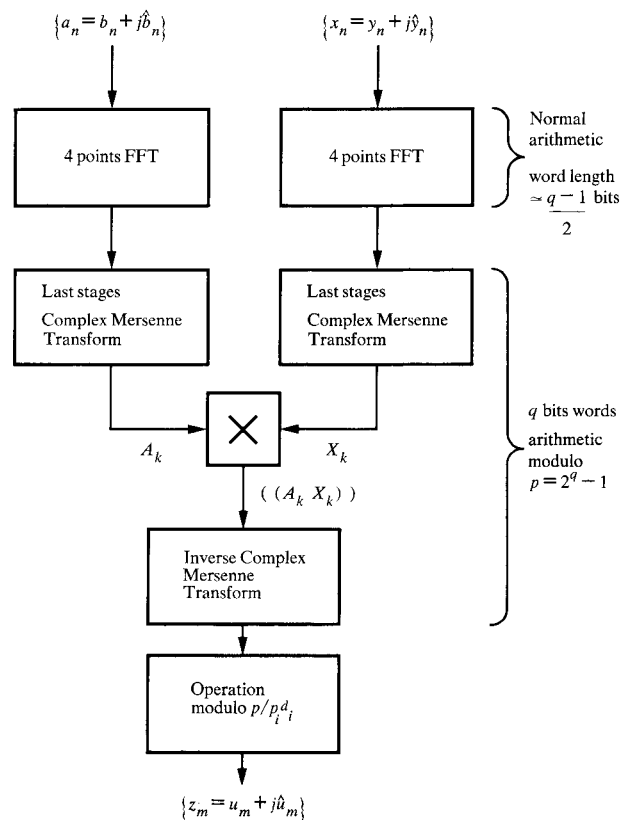 {a_n = b_n + jb̂_n}
{x_n = y_n + jŷ_n}
4 points FFT
4 points FFT
Normal
arithmetic
word length
≃ q − 1 bits
2
Last stages
Complex Mersenne
Transform
Last stages
Complex Mersenne
Transform
q bits words
arithmetic
modulo
p = 2^q − 1
×
A_k
X_k
( ( A_k X_k ) )
Inverse Complex
Mersenne
Transform
Operation
modulo p/p_i^d_i
{z_m = u_m + jû_m}